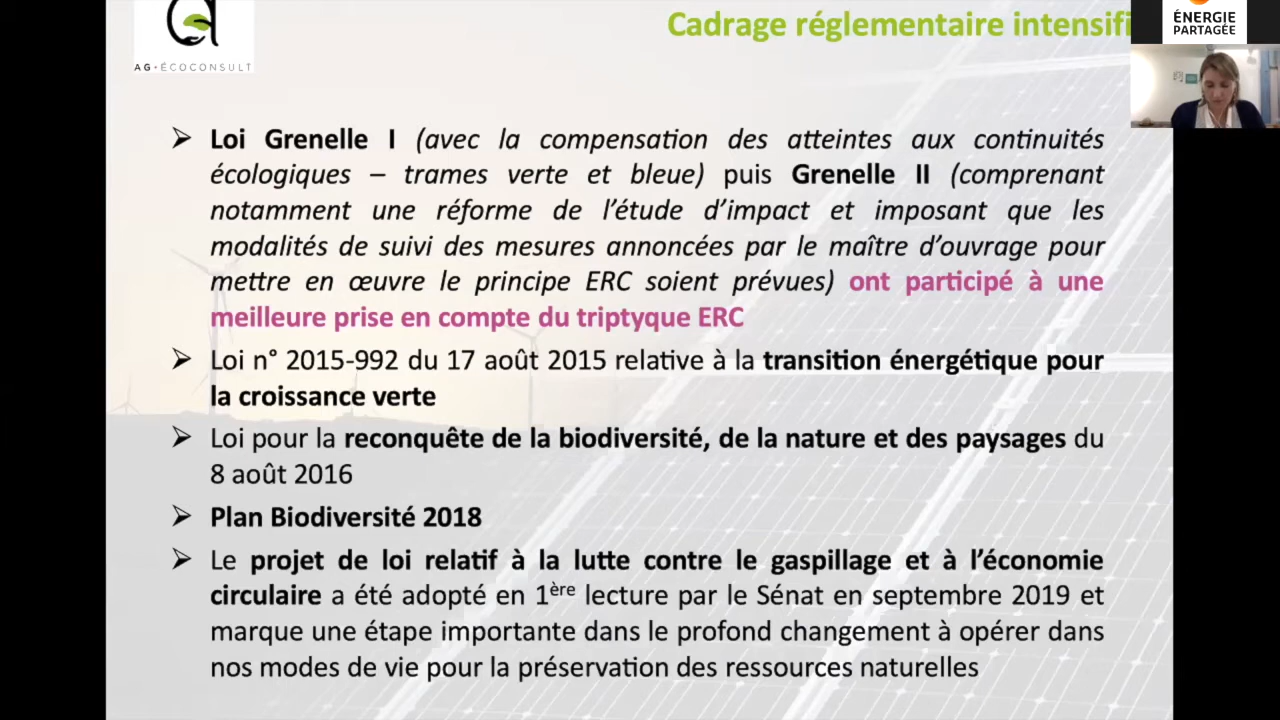 Cadrage réglementaire intensifi
ÉNERGIE
PARTAGÉE
AG•ÉCOCONSULT
Loi Grenelle I (avec la compensation des atteintes aux continuités
écologiques – trames verte et bleue) puis Grenelle II (comprenant
notamment une réforme de l'étude d'impact et imposant que les
modalités de suivi des mesures annoncées par le maître d'ouvrage pour
mettre en œuvre le principe ERC soient prévues) ont participé à une
meilleure prise en compte du triptyque ERC
Loi n° 2015-992 du 17 août 2015 relative à la transition énergétique pour
la croissance verte
Loi pour la reconquête de la biodiversité, de la nature et des paysages du
8 août 2016
Plan Biodiversité 2018
Le projet de loi relatif à la lutte contre le gaspillage et à l'économie
circulaire a été adopté en 1ère lecture par le Sénat en septembre 2019 et
marque une étape importante dans le profond changement à opérer dans
nos modes de vie pour la préservation des ressources naturelles